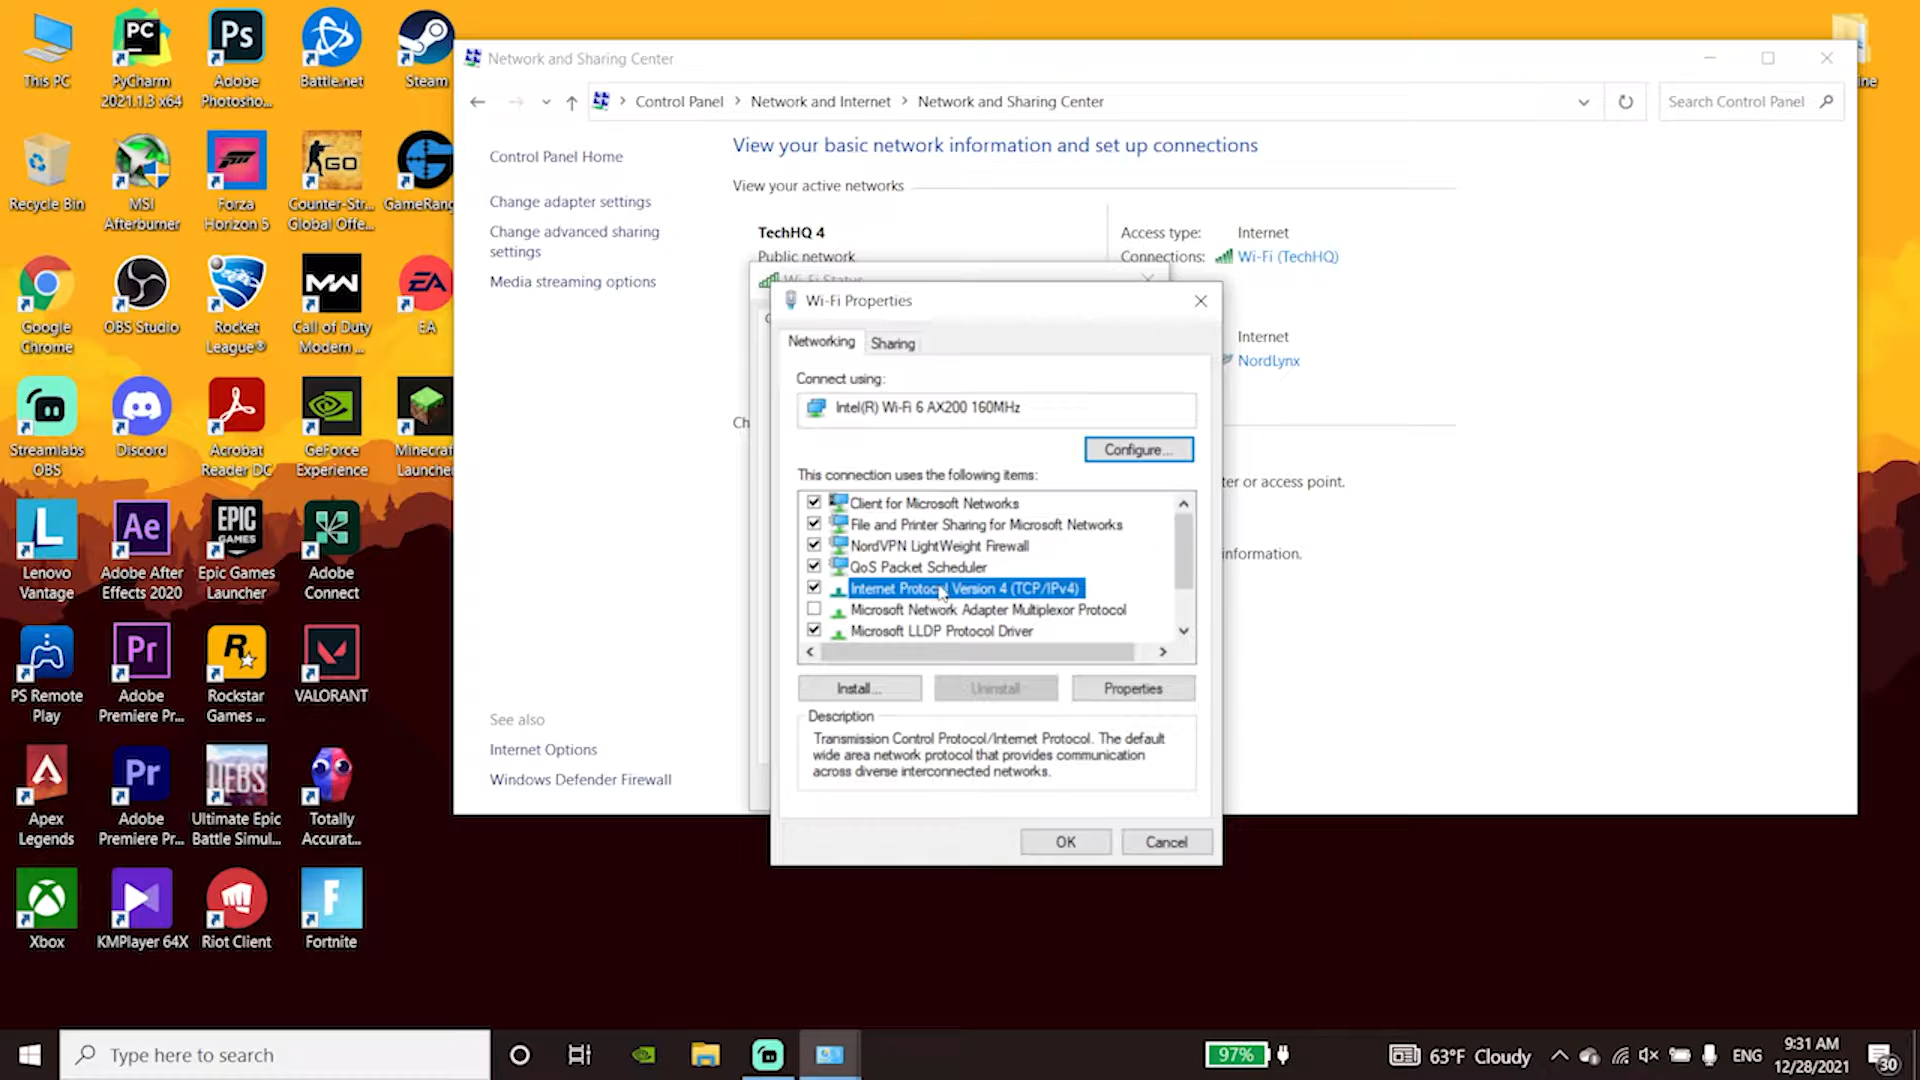 This PC
PyCharm
2021.1.3 x64
Adobe
Photosho...
Battle.net
Steam
Recycle Bin
MSI
Afterburner
Forza
Horizon 5
Counter-Str...
Global Offe...
GameRang
Google
Chrome
OBS Studio
Rocket
League®
Call of Duty
Modern ...
EA
Streamlabs
OBS
Discord
Acrobat
Reader DC
GeForce
Experience
Minecraf
Launcher
Lenovo
Vantage
Adobe After
Effects 2020
Epic Games
Launcher
Adobe
Connect
PS Remote
Play
Adobe
Premiere Pr...
Rockstar
Games ...
VALORANT
Apex
Legends
Adobe
Premiere Pr...
Ultimate Epic
Battle Simul...
Totally
Accurat...
Xbox
KMPlayer 64X
Riot Client
Fortnite
Network and Sharing Center
Control Panel > Network and Internet > Network and Sharing Center
Search Control Panel
Control Panel Home
Change adapter settings
Change advanced sharing
settings
Media streaming options
See also
Internet Options
Windows Defender Firewall
View your basic network information and set up connections
View your active networks
TechHQ 4
Public network
Access type: Internet
Connections: Wi-Fi (TechHQ)
Internet
NordLynx
Ch
ter or access point.
information.
Wi-Fi Status
Wi-Fi Properties
Networking
Sharing
Connect using:
Intel(R) Wi-Fi 6 AX200 160MHz
Configure...
This connection uses the following items:
Client for Microsoft Networks
File and Printer Sharing for Microsoft Networks
NordVPN LightWeight Firewall
QoS Packet Scheduler
Internet Protocol Version 4 (TCP/IPv4)
Microsoft Network Adapter Multiplexor Protocol
Microsoft LLDP Protocol Driver
Install...
Uninstall
Properties
Description
Transmission Control Protocol/Internet Protocol. The default
wide area network protocol that provides communication
across diverse interconnected networks.
OK
Cancel
Type here to search
97%
63°F Cloudy
ENG
9:31 AM
12/28/2021
30